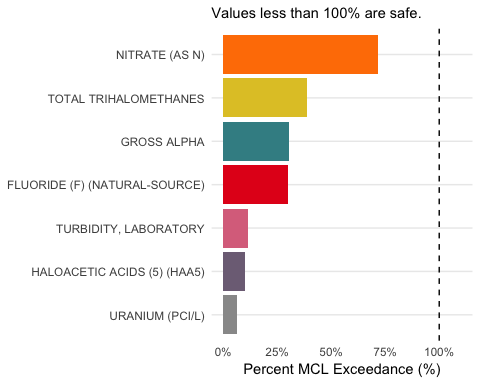 Values less than 100% are safe.
NITRATE (AS N)
TOTAL TRIHALOMETHANES
GROSS ALPHA
FLUORIDE (F) (NATURAL-SOURCE)
TURBIDITY, LABORATORY
HALOACETIC ACIDS (5) (HAA5)
URANIUM (PCI/L)
0% 25% 50% 75% 100%
Percent MCL Exceedance (%)